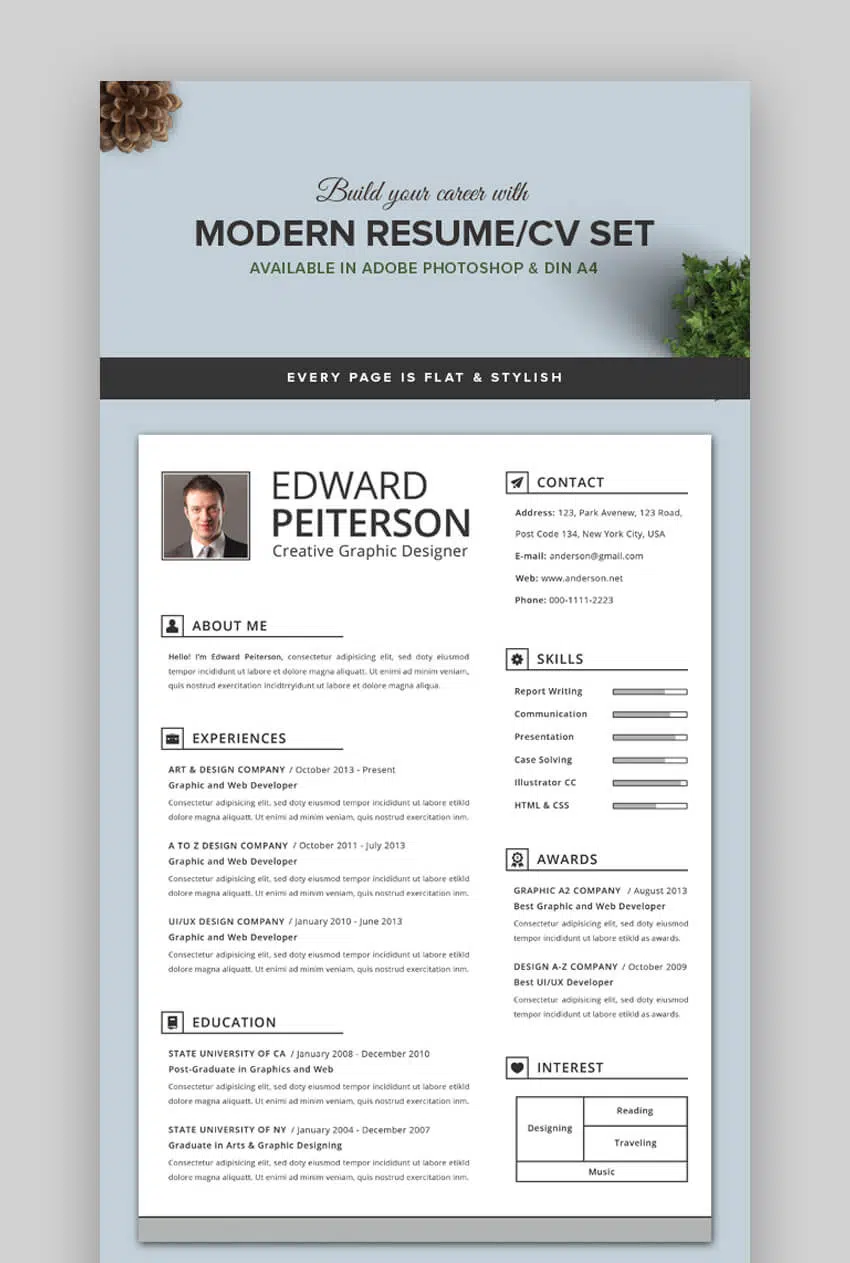 Build your career with
MODERN RESUME/CV SET
AVAILABLE IN ADOBE PHOTOSHOP & DIN A4
EVERY PAGE IS FLAT & STYLISH
EDWARD
PEITERSON
Creative Graphic Designer
ABOUT ME
Hello! I'm Edward Peiterson, consectetur adipisicing elit, sed doty eiusmod
tempor incididunt ut labore et dolore magna aliquatt. Ut enimi ad minim veniam,
quis nostrud exercitation incidtrryidunt ut labore et dolore magna aliqua.
EXPERIENCES
ART & DESIGN COMPANY / October 2013 - Present
Graphic and Web Developer
Consectetur adipisicing elit, sed doty eiusmod tempor incididunt ut labore etikld
dolore magna aliquatt. Ut enimi ad minim veniam, quis nostrud exercitation inm.
A TO Z DESIGN COMPANY / October 2011 - July 2013
Graphic and Web Developer
Consectetur adipisicing elit, sed doty eiusmod tempor incididunt ut labore etikld
dolore magna aliquatt. Ut enimi ad minim veniam, quis nostrud exercitation inm.
UI/UX DESIGN COMPANY / January 2010 - June 2013
Graphic and Web Developer
Consectetur adipisicing elit, sed doty eiusmod tempor incididunt ut labore etikld
dolore magna aliquatt. Ut enimi ad minim veniam, quis nostrud exercitation inm.
EDUCATION
STATE UNIVERSITY OF CA / January 2008 - December 2010
Post-Graduate in Graphics and Web
Consectetur adipisicing elit, sed doty eiusmod tempor incididunt ut labore etikld
dolore magna aliquatt. Ut enimi ad minim veniam, quis nostrud exercitation inm.
STATE UNIVERSITY OF NY / January 2004 - December 2007
Graduate in Arts & Graphic Designing
Consectetur adipisicing elit, sed doty eiusmod tempor incididunt ut labore etikld
dolore magna aliquatt. Ut enimi ad minim veniam, quis nostrud exercitation inm.
CONTACT
Address: 123, Park Avenew, 123 Road,
Post Code 134, New York City, USA
E-mail: anderson@gmail.com
Web: www.anderson.net
Phone: 000-1111-2223
SKILLS
Report Writing
Communication
Presentation
Case Solving
Illustrator CC
HTML & CSS
AWARDS
GRAPHIC A2 COMPANY / August 2013
Best Graphic and Web Developer
Consectetur adipisicing elit, sed doty eiusmod
tempor incididunt ut labore etikld as awards.
DESIGN A-Z COMPANY / October 2009
Best UI/UX Developer
Consectetur adipisicing elit, sed doty eiusmod
tempor incididunt ut labore etikld as awards.
INTEREST
Designing
Reading
Traveling
Music